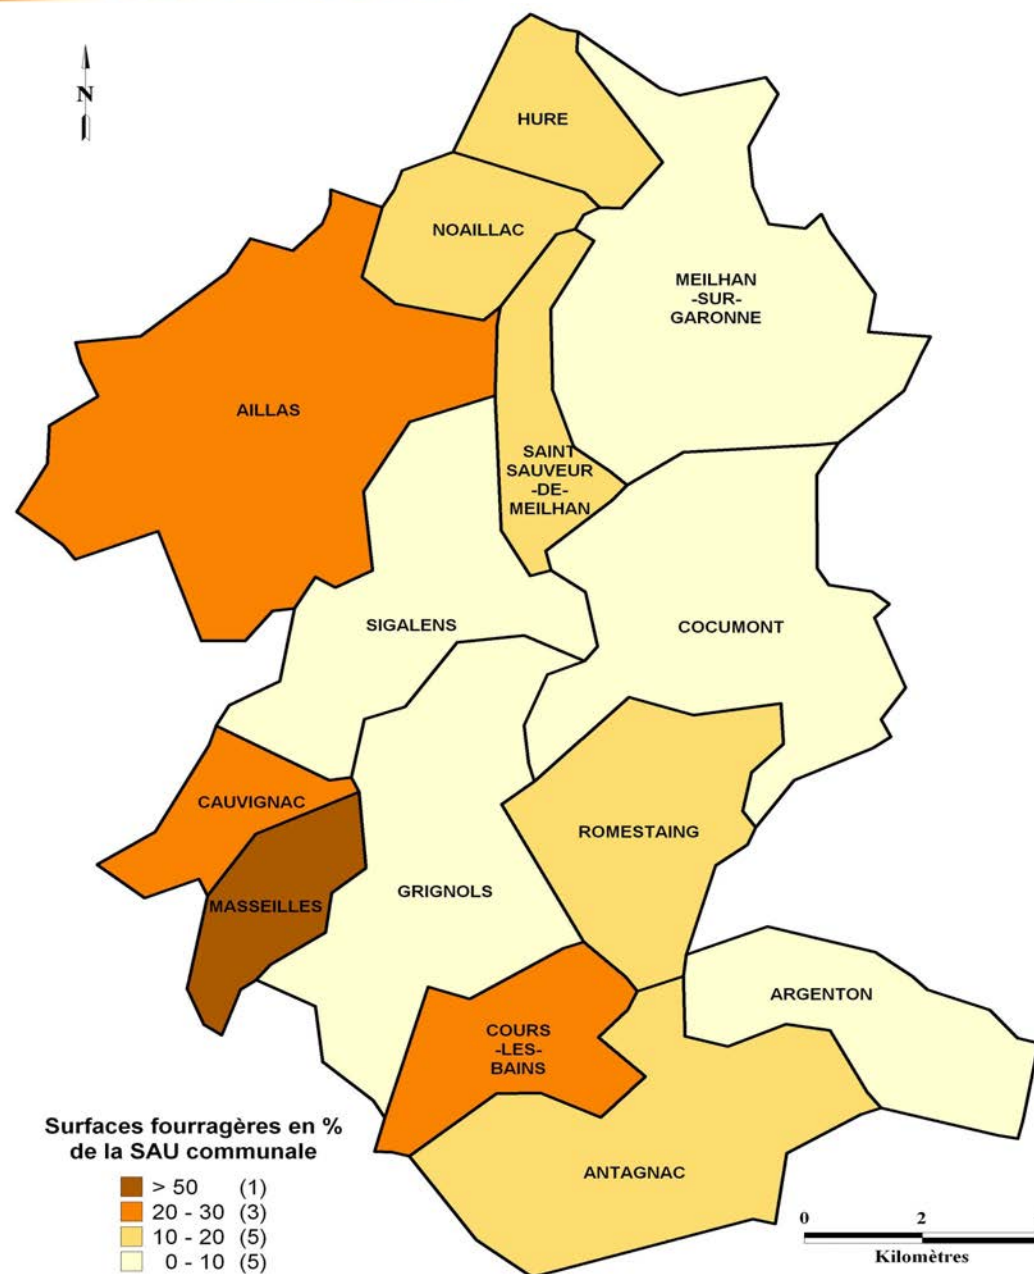 N
HURE
NOAILLAC
MEILHAN
-SUR-
GARONNE
AILLAS
SAINT
SAUVEUR
-DE-
MEILHAN
SIGALENS
COCUMONT
CAUVIGNAC
ROMESTAING
GRIGNOLS
MASSEILLES
ARGENTON
COURS
-LES-
BAINS
ANTAGNAC
Surfaces fourragères en %
de la SAU communale
> 50 (1)
20 - 30 (3)
10 - 20 (5)
0 - 10 (5)
0 2
Kilomètres